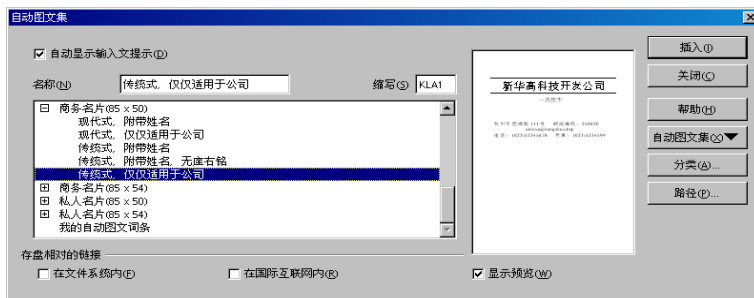 自动图文集
自动显示输入文提示(D)
名称(N)
传统式, 仅仅适用于公司
缩写(S)
KLA1
商务名片(85 x 50)
现代式, 附带姓名
现代式, 仅仅适用于公司
传统式, 附带姓名
传统式, 附带姓名, 无座右铭
传统式, 仅仅适用于公司
商务名片(85 x 54)
私人名片(85 x 50)
私人名片(85 x 54)
我的自动图文词条
新华高科技开发公司
一流技术
存盘相对的链接
在文件系统内(F)
在国际互联网内(R)
显示预览(W)
插入(I)
关闭(C)
帮助(H)
自动图文集(X)
分类(A)...
路径(P)...